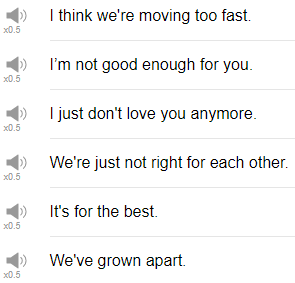 I think we're moving too fast.
x0.5
I’m not good enough for you.
x0.5
I just don't love you anymore.
x0.5
We're just not right for each other.
x0.5
It's for the best.
x0.5
We've grown apart.
x0.5